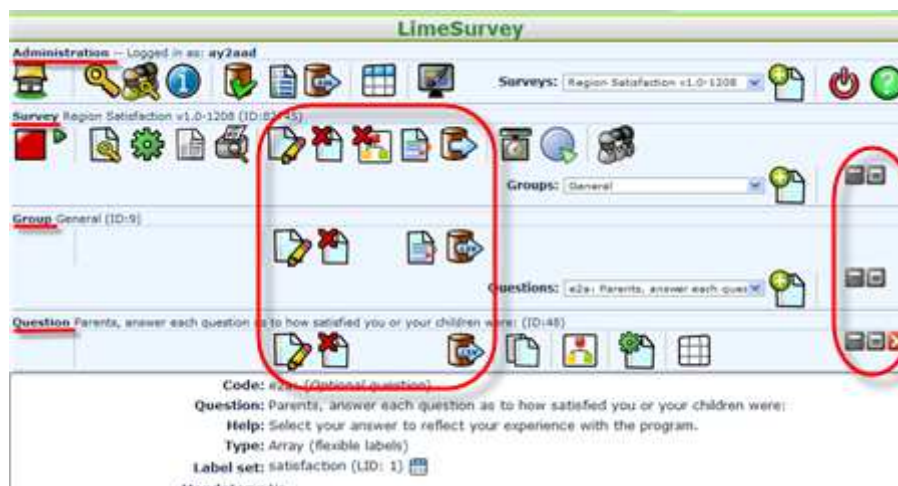 LimeSurvey
Administration -- Logged in as: ay2aad
Surveys: Region Satisfaction v1.0-1208
Survey Region Satisfaction v1.0-1208
Groups: General
Group General (ID:9)
Questions: e2a: Parents, answer each ques
Question Parents, answer each question as to how satisfied you or your children were: (ID:48)
Code: e2a: (Optional question)
Question: Parents, answer each question as to how satisfied you or your children were:
Help: Select your answer to reflect your experience with the program.
Type: Array (flexible labels)
Label set: satisfaction (LID: 1)